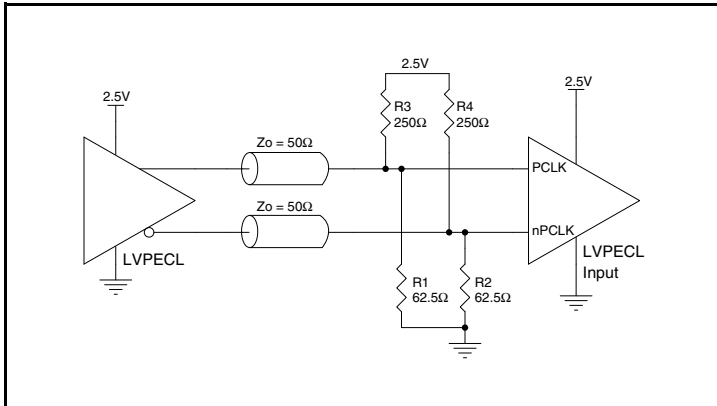 2.5V
2.5V
2.5V
R3
250Ω
R4
250Ω
Zo = 50Ω
PCLK
Zo = 50Ω
nPCLK
LVPECL
LVPECL
Input
R1
62.5Ω
R2
62.5Ω